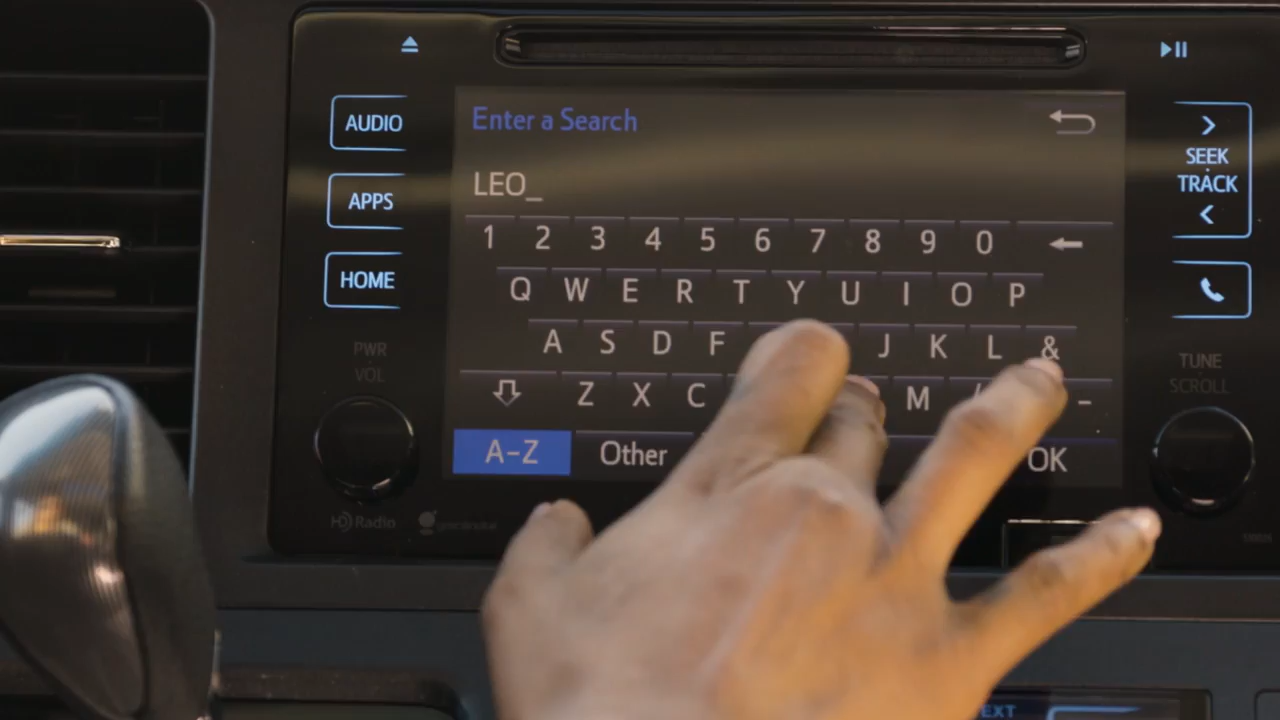 AUDIO
APPS
HOME
PWR
VOL
HD Radio
Enter a Search
LEO_
1 2 3 4 5 6 7 8 9 0
Q W E R T Y U I O P
A S D F J K L &
Z X C M -
A-Z Other OK
SEEK
TRACK
TUNE
SCROLL